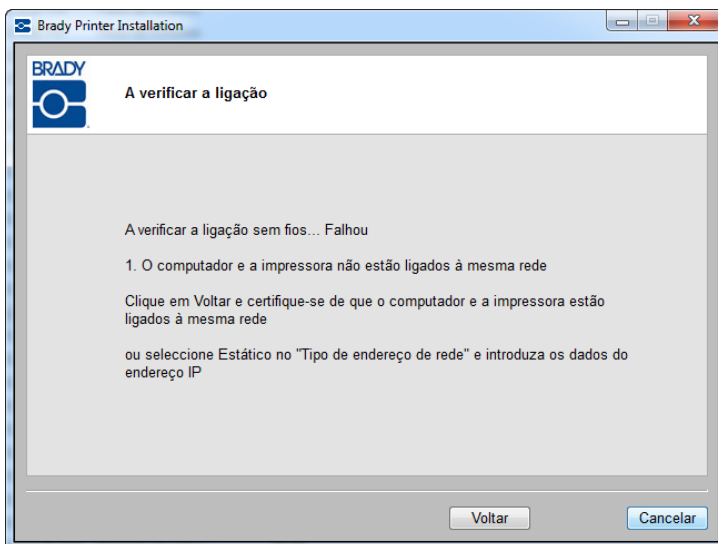 Brady Printer Installation
BRADY
A verificar a ligação
A verificar a ligação sem fios... Falhou
1. O computador e a impressora não estão ligados à mesma rede
Clique em Voltar e certifique-se de que o computador e a impressora estão
ligados à mesma rede
ou seleccione Estático no "Tipo de endereço de rede" e introduza os dados do
endereço IP
Voltar
Cancelar